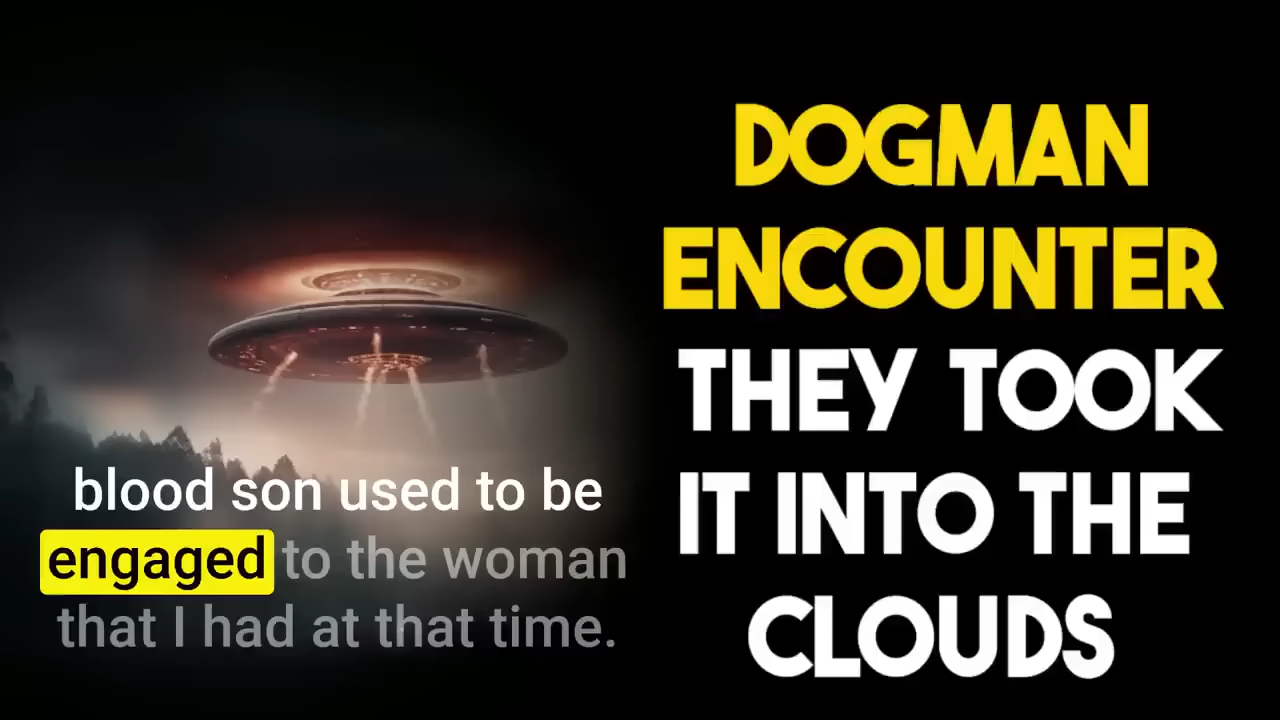 blood son used to be
engaged to the woman
that I had at that time.
DOGMAN
ENCOUNTER
THEY TOOK
IT INTO THE
CLOUDS